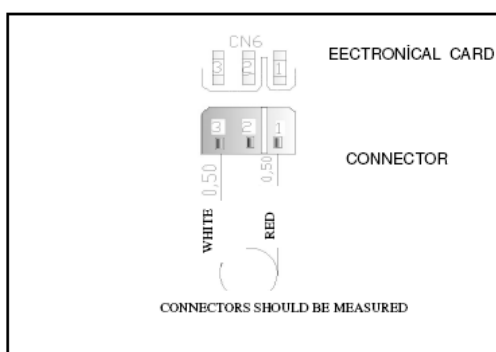 CN6
3 2 1
EECTRONİCAL CARD
3 2 1
CONNECTOR
0,50 0,50
WHITE RED
CONNECTORS SHOULD BE MEASURED